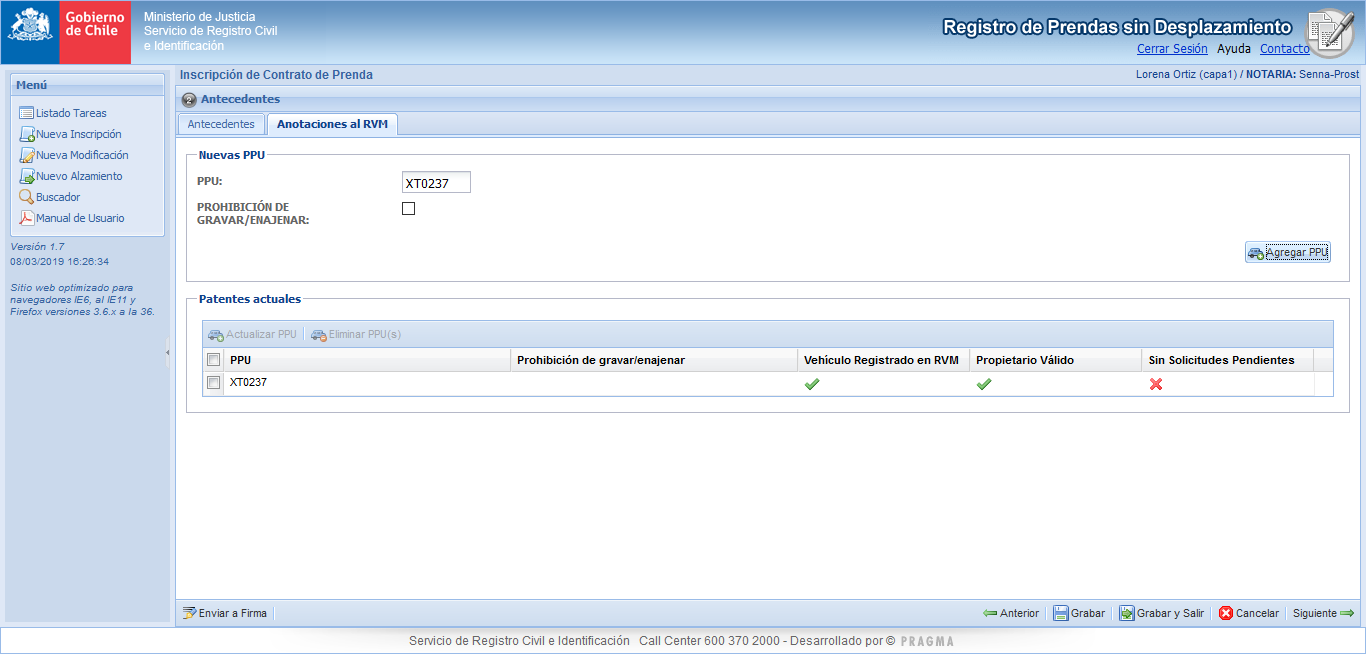 Gobierno
de Chile
Ministerio de Justicia
Servicio de Registro Civil
e Identificación
Registro de Prendas sin Desplazamiento
Cerrar Sesión Ayuda Contacto
Menú
Listado Tareas
Nueva Inscripción
Nueva Modificación
Nuevo Alzamiento
Buscador
Manual de Usuario
Versión 1.7
08/03/2019 16:26:34
Sitio web optimizado para
navegadores IE6, al IE11 y
Firefox versiones 3.6.x a la 36.
Inscripción de Contrato de Prenda
Lorena Ortiz (capa1) / NOTARIA: Senna-Prost
2 Antecedentes
Antecedentes Anotaciones al RVM
Nuevas PPU
PPU: XT0237
PROHIBICIÓN DE
GRAVAR/ENAJENAR:
Agregar PPU
Patentes actuales
Actualizar PPU Eliminar PPU(s)
PPU Prohibición de gravar/enajenar Vehículo Registrado en RVM Propietario Válido Sin Solicitudes Pendientes
XT0237
Enviar a Firma Anterior Grabar Grabar y Salir Cancelar Siguiente
Servicio de Registro Civil e Identificación Call Center 600 370 2000 - Desarrollado por © PRAGMA